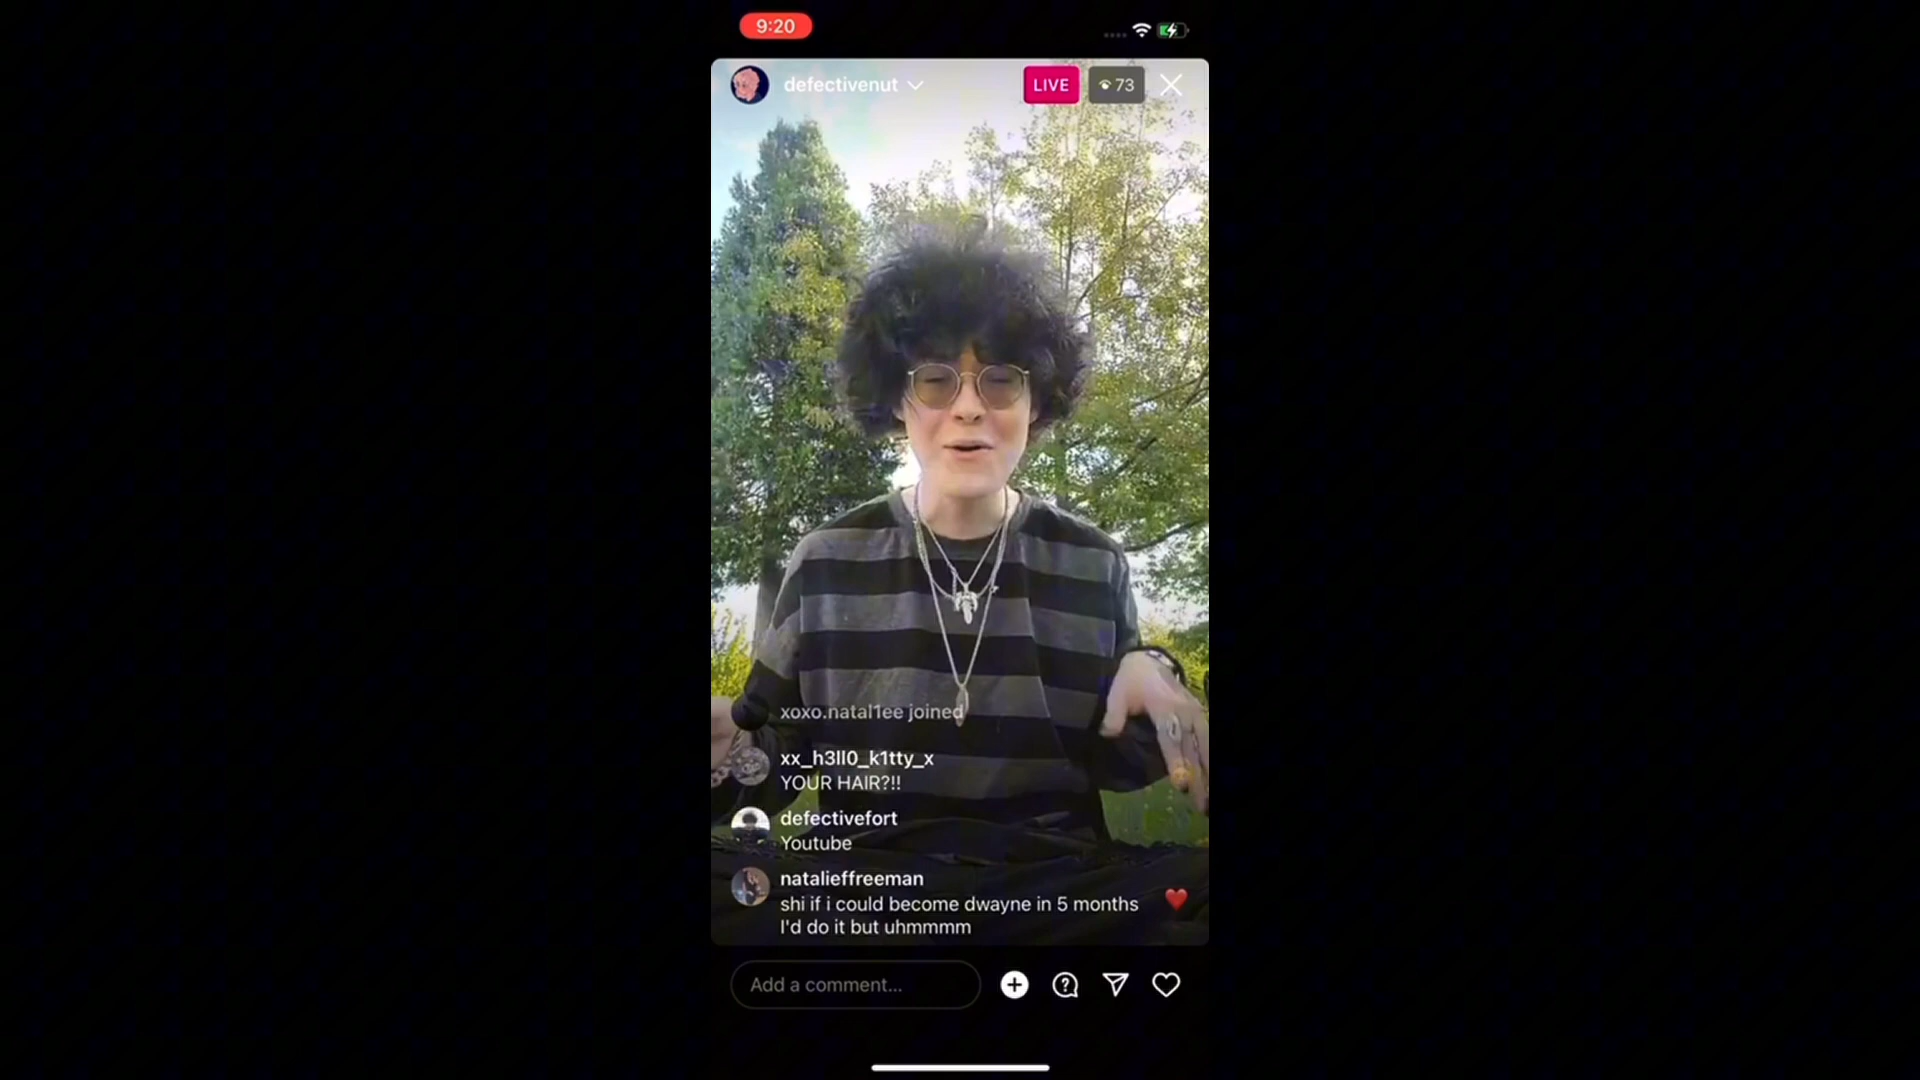 9:20
defectivenut
LIVE
73
xoxo.natal1ee joined
xx_h3ll0_k1tty_x
YOUR HAIR?!!
defectivefort
Youtube
natalieffreeman
shi if i could become dwayne in 5 months
I'd do it but uhmmmm
Add a comment...